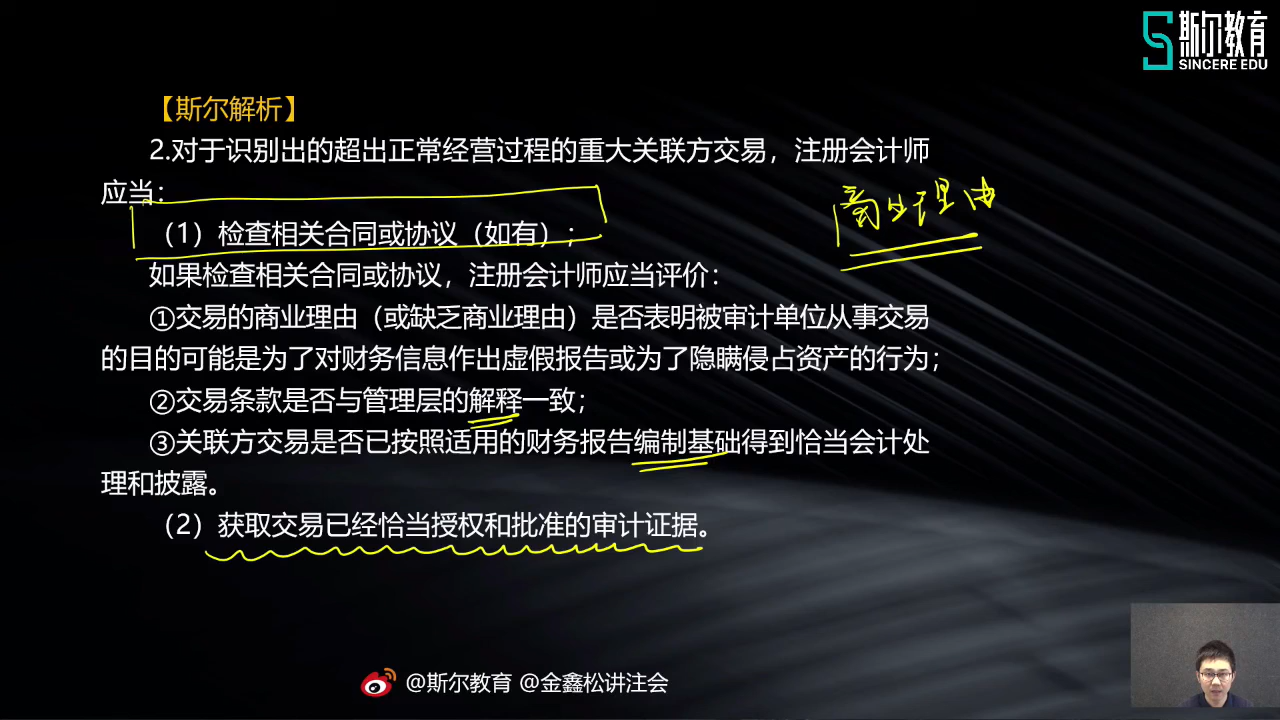 斯尔教育
SINCERE EDU
【斯尔解析】
2.对于识别出的超出正常经营过程的重大关联方交易，注册会计师
应当：
商业理由
（1）检查相关合同或协议（如有）；
如果检查相关合同或协议，注册会计师应当评价：
①交易的商业理由（或缺乏商业理由）是否表明被审计单位从事交易
的目的可能是为了对财务信息作出虚假报告或为了隐瞒侵占资产的行为；
②交易条款是否与管理层的解释一致；
③关联方交易是否已按照适用的财务报告编制基础得到恰当会计处
理和披露。
（2）获取交易已经恰当授权和批准的审计证据。
@斯尔教育 @金鑫松讲注会